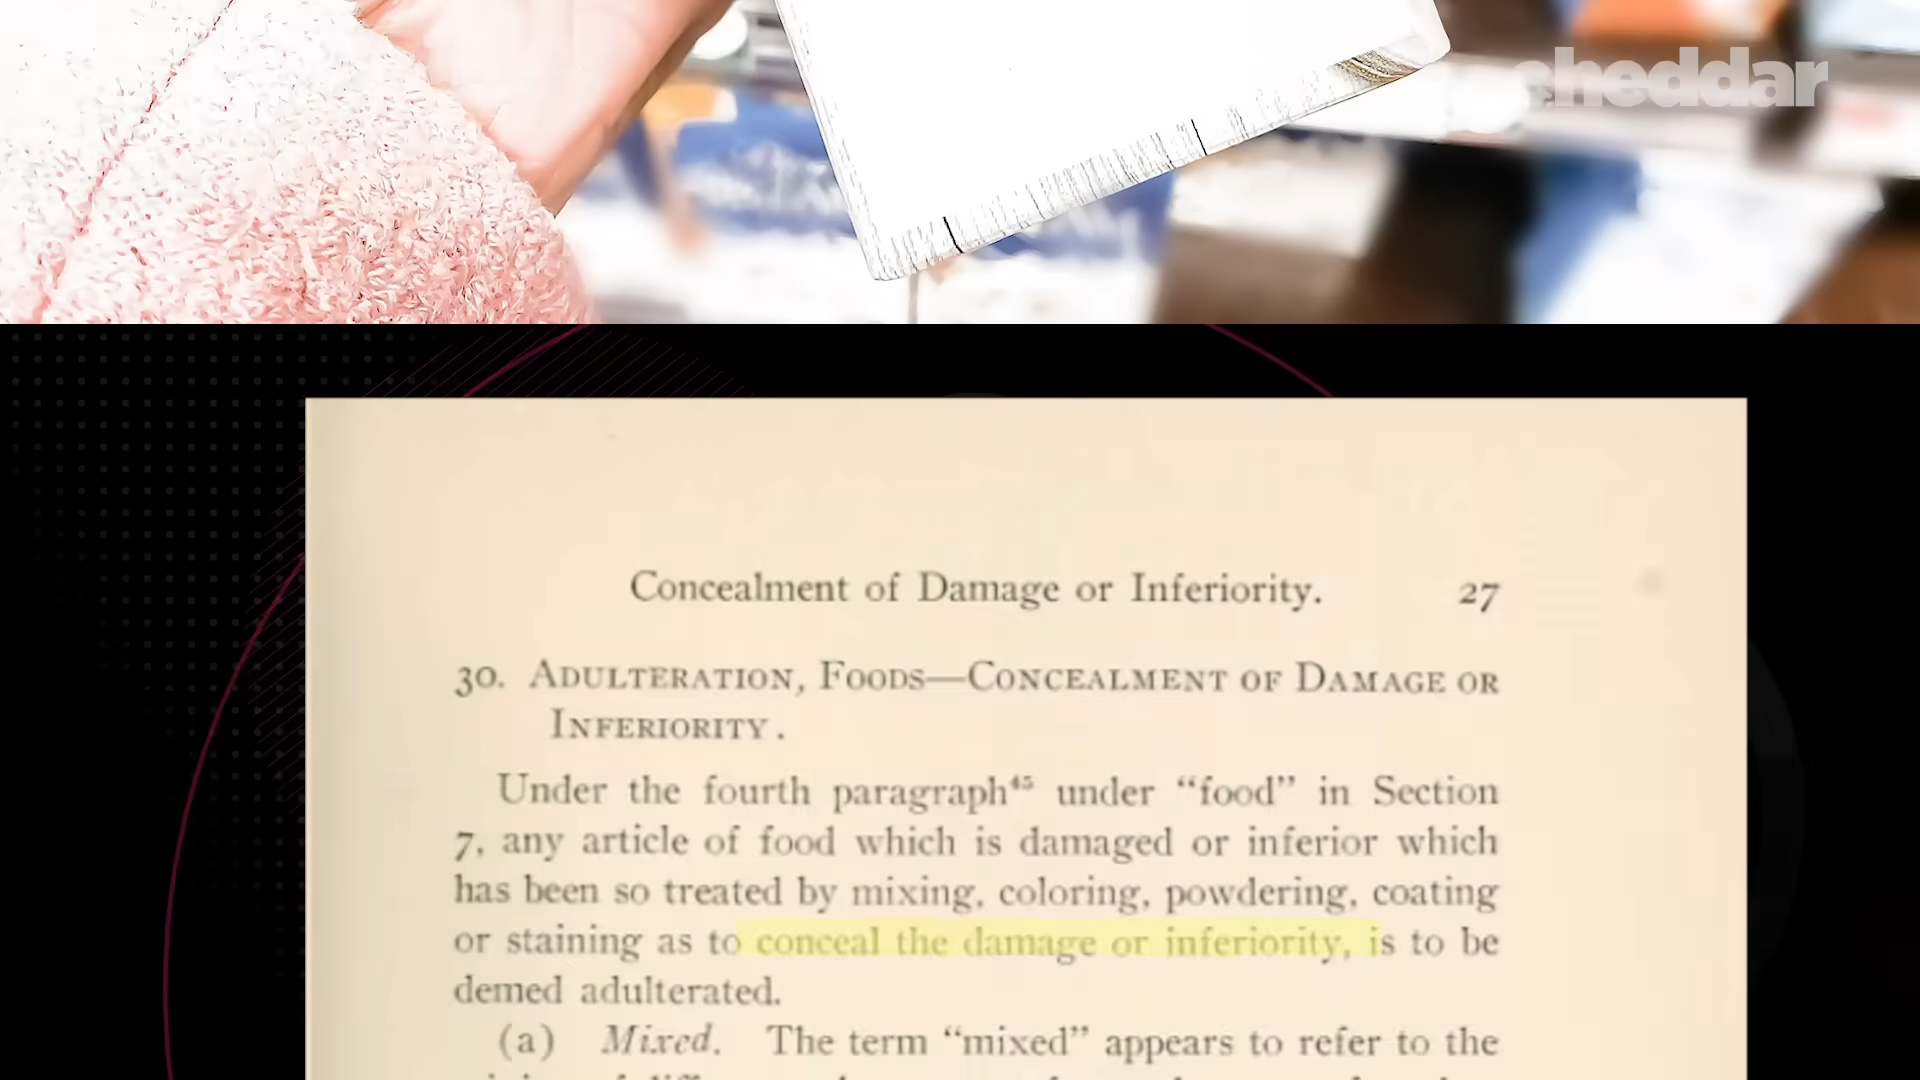 cheddar
Concealment of Damage or Inferiority. 27
30. ADULTERATION, FOODS—CONCEALMENT OF DAMAGE OR
INFERIORITY.
Under the fourth paragraph⁴⁵ under “food” in Section
7, any article of food which is damaged or inferior which
has been so treated by mixing, coloring, powdering, coating
or staining as to conceal the damage or inferiority, is to be
demed adulterated.
(a) Mixed. The term “mixed” appears to refer to the